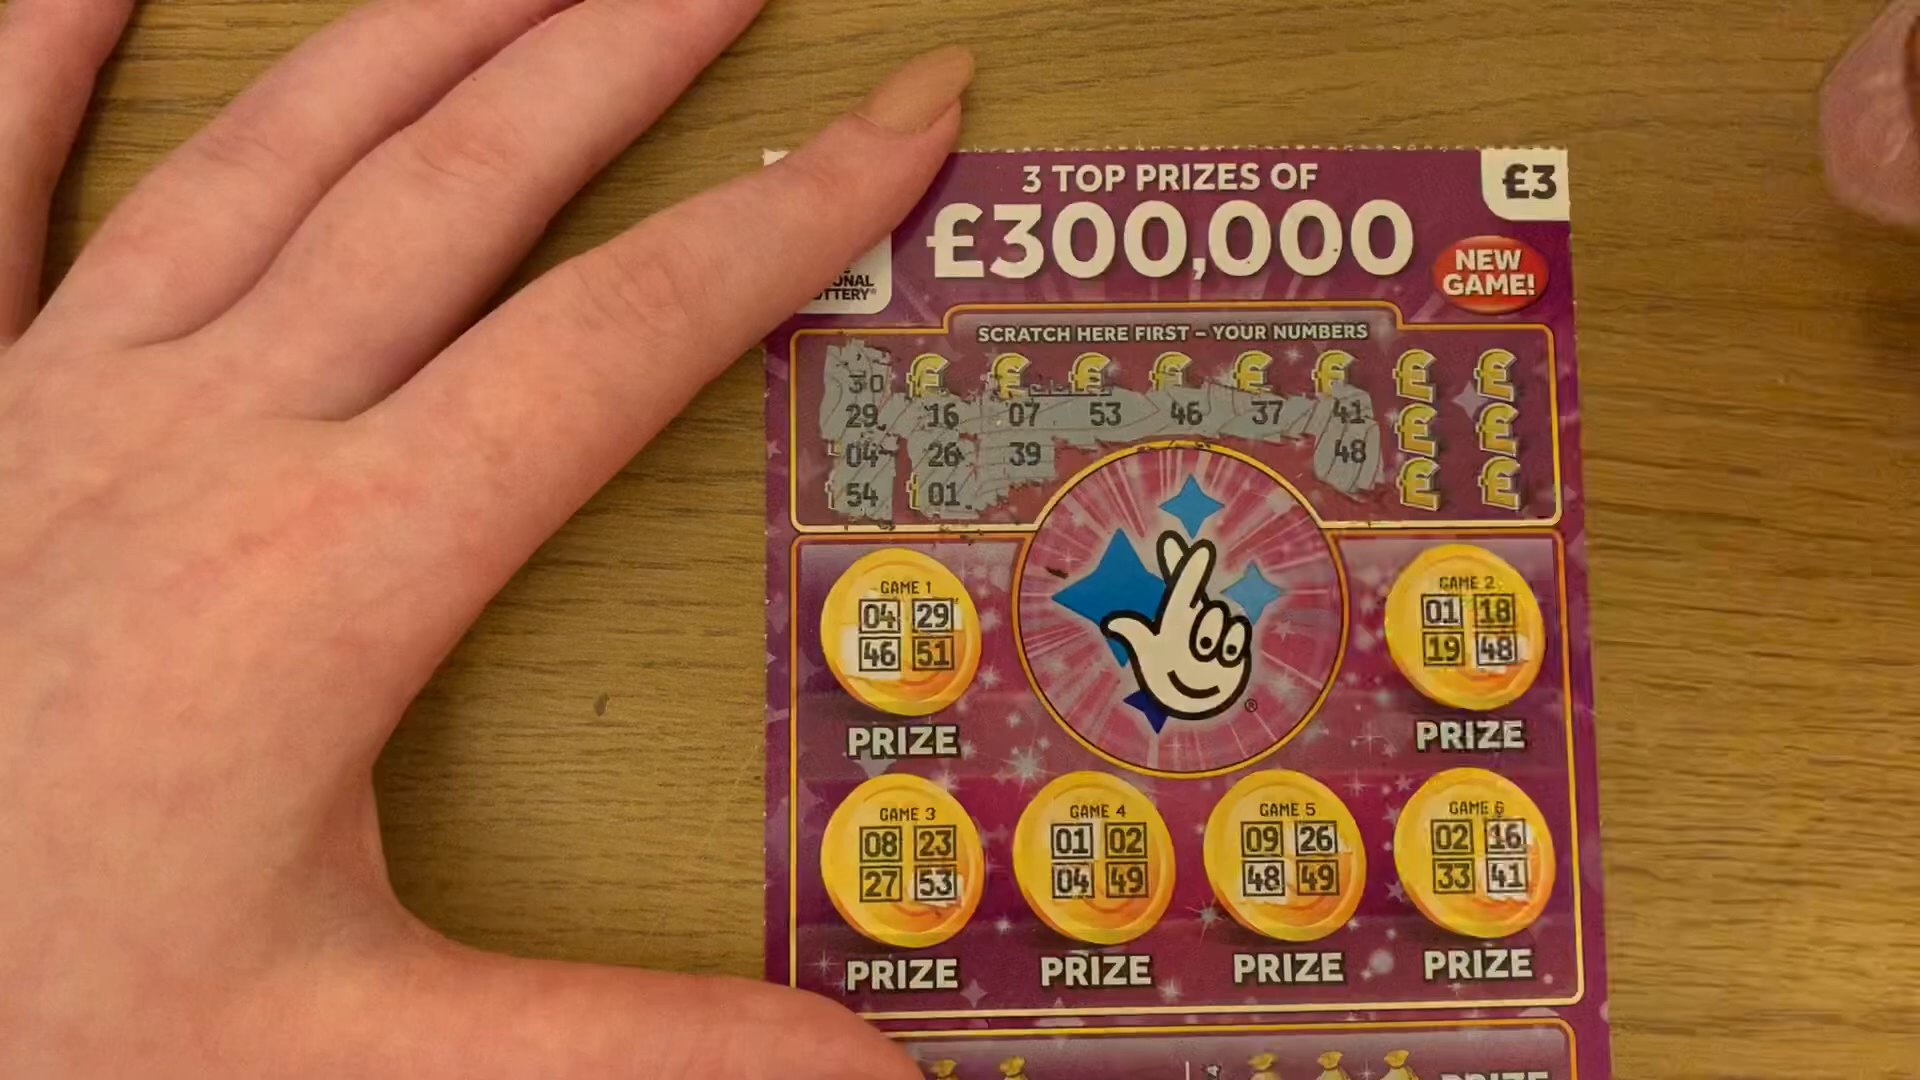 3 TOP PRIZES OF
£3
£300,000
NEW
GAME!
ONAL
OTTERY®
SCRATCH HERE FIRST – YOUR NUMBERS
30 £ £ £ £ £ £ £ £
29 16 07 53 46 37 41 £ £
04 26 39 48 £ £
54 01
GAME 1
04 29
46 51
PRIZE
GAME 2
01 18
19 48
PRIZE
®
GAME 3
08 23
27 53
PRIZE
GAME 4
01 02
04 49
PRIZE
GAME 5
09 26
48 49
PRIZE
GAME 6
02 16
33 41
PRIZE
PRIZE